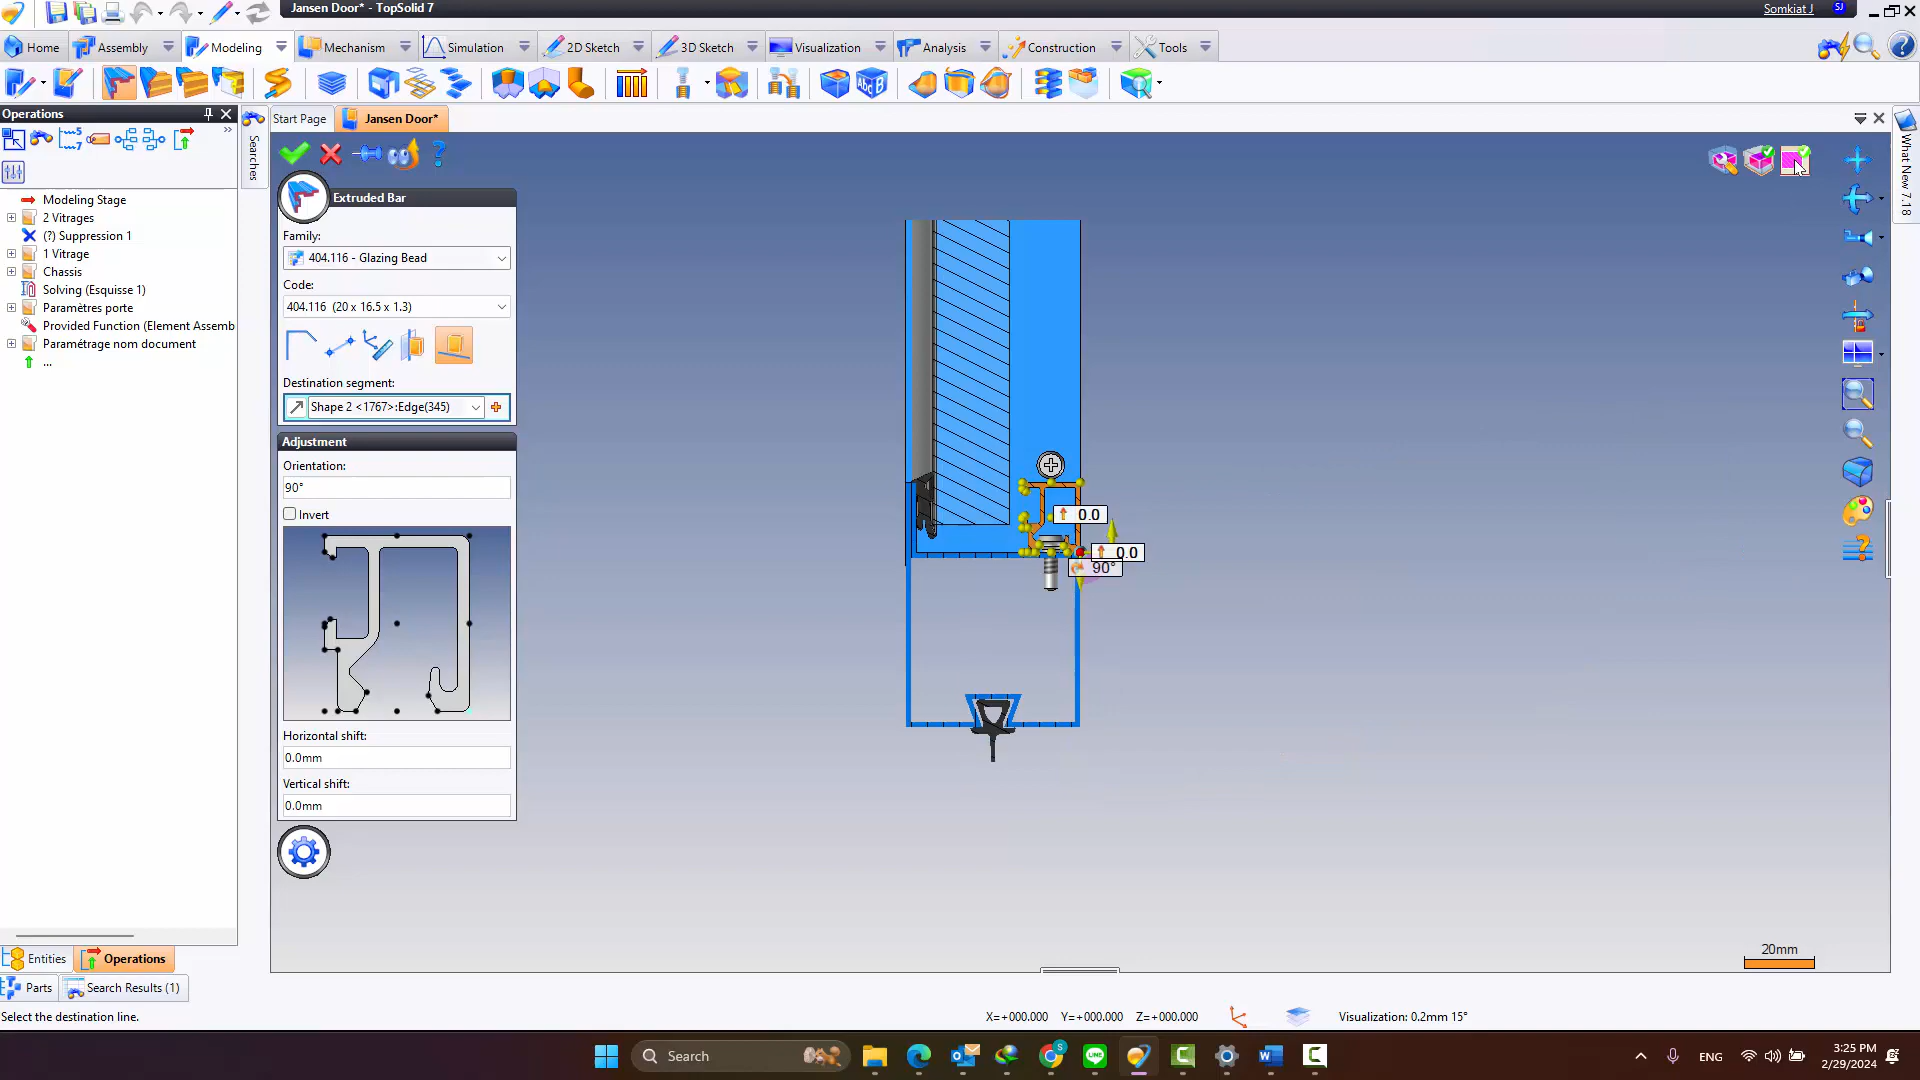 Jansen Door* - TopSolid 7
Somkiat J
SJ
Home
Assembly
Modeling
Mechanism
Simulation
2D Sketch
3D Sketch
Visualization
Analysis
Construction
Tools
Operations
Searches
Start Page
Jansen Door*
What New 7.18
Modeling Stage
2 Vitrages
(?) Suppression 1
1 Vitrage
Chassis
Solving (Esquisse 1)
Paramètres porte
Provided Function (Element Assemb
Paramétrage nom document
...
Extruded Bar
Family:
404.116 - Glazing Bead
Code:
404.116 (20 x 16.5 x 1.3)
Destination segment:
Shape 2 <1767>:Edge(345)
Adjustment
Orientation:
90°
Invert
Horizontal shift:
0.0mm
Vertical shift:
0.0mm
0.0
0.0
90°
20mm
Entities
Operations
Parts
Search Results (1)
Select the destination line.
X=+000.000 Y=+000.000 Z=+000.000
Visualization: 0.2mm 15°
Search
ENG
3:25 PM
2/29/2024